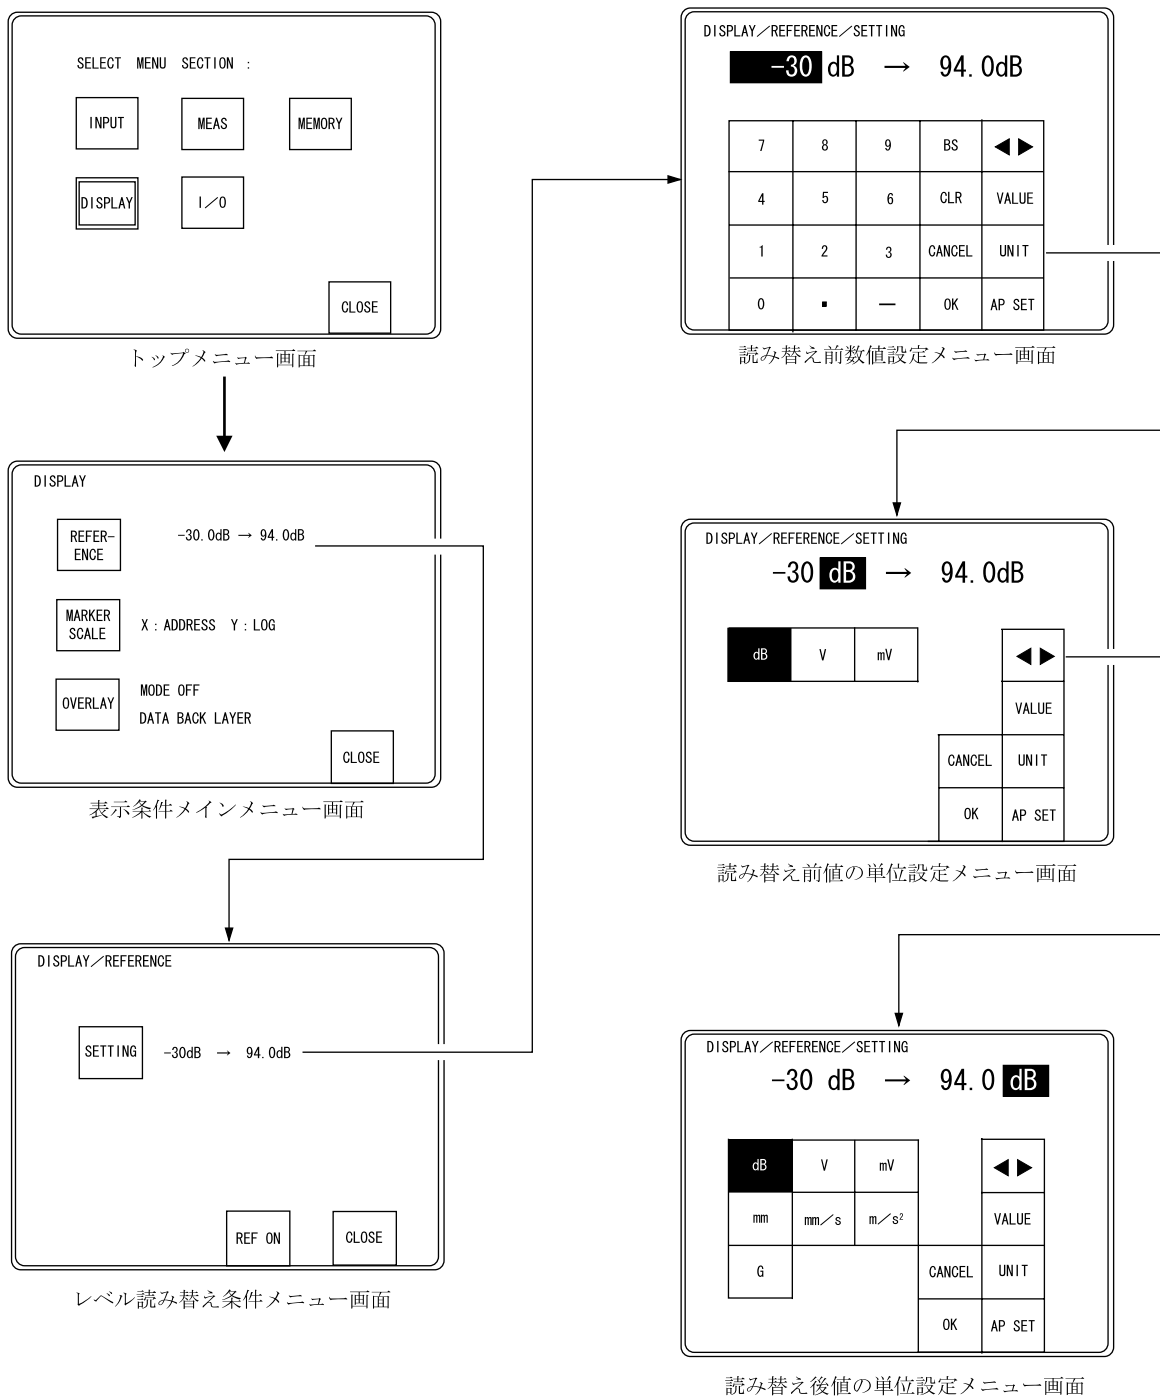 SELECT MENU SECTION :
INPUT MEAS MEMORY
DISPLAY I／O
CLOSE
トップメニュー画面
DISPLAY
REFER-
ENCE
-30.0dB → 94.0dB
MARKER
SCALE
X : ADDRESS Y : LOG
OVERLAY
MODE OFF
DATA BACK LAYER
CLOSE
表示条件メインメニュー画面
DISPLAY／REFERENCE
SETTING -30dB → 94.0dB
REF ON CLOSE
レベル読み替え条件メニュー画面
DISPLAY／REFERENCE／SETTING
-30 dB → 94.0dB
7 8 9 BS ◀▶
4 5 6 CLR VALUE
1 2 3 CANCEL UNIT
0 ▪ — OK AP SET
読み替え前数値設定メニュー画面
DISPLAY／REFERENCE／SETTING
-30 dB → 94.0dB
dB V mV ◀▶
VALUE
CANCEL UNIT
OK AP SET
読み替え前値の単位設定メニュー画面
DISPLAY／REFERENCE／SETTING
-30 dB → 94.0 dB
dB V mV ◀▶
mm mm／s m／s² VALUE
G CANCEL UNIT
OK AP SET
読み替え後値の単位設定メニュー画面